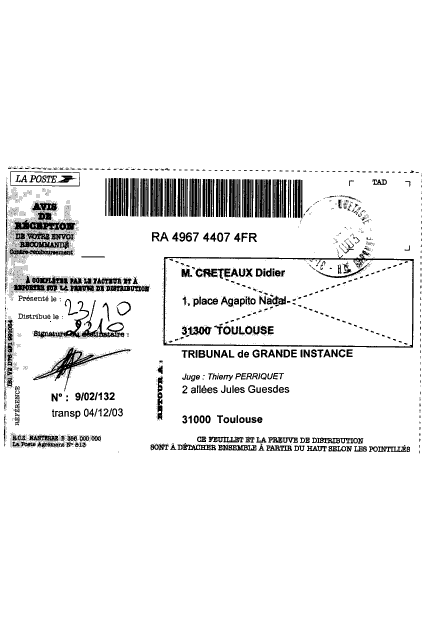 LA POSTE
TAD
AVIS
DE
RÉCEPTION
DE VOTRE ENVOI
RECOMMANDÉ
Contre-remboursement
RA 4967 4407 4FR
À COMPLÉTER PAR LE FACTEUR ET À
REPORTER SUR LA PREUVE DE DISTRIBUTION
Présenté le : 23/10
Distribué le :
Signature du destinataire :
M. CRETEAUX Didier
1, place Agapito Nadal
31300 TOULOUSE
RETOUR À :
TRIBUNAL de GRANDE INSTANCE
Juge : Thierry PERRIQUET
2 allées Jules Guesdes
31000 Toulouse
RÉFÉRENCE
N° : 9/02/132
transp 04/12/03
R.C.S. NANTERRE B 356 000 000
La Poste Agrément N° 813
CE FEUILLET ET LA PREUVE DE DISTRIBUTION
SONT À DÉTACHER ENSEMBLE À PARTIR DU HAUT SELON LES POINTILLÉS